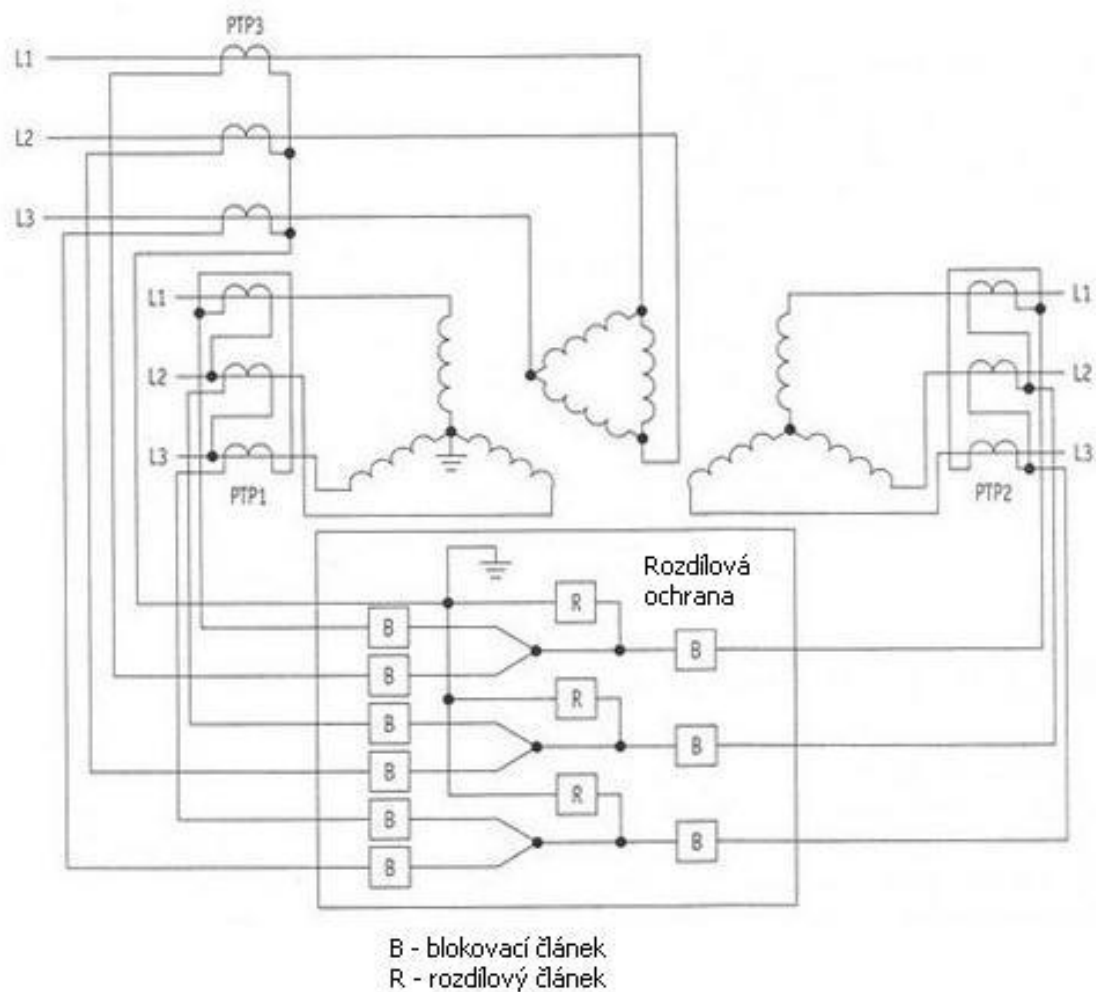 PTP3
L1
L2
L3
L1
L2
L3
PTP1
L1
L2
L3
PTP2
Rozdílová
ochrana
R
B
B
B
R
B
B
B
R
B
B
B
B - blokovací článek
R - rozdílový článek